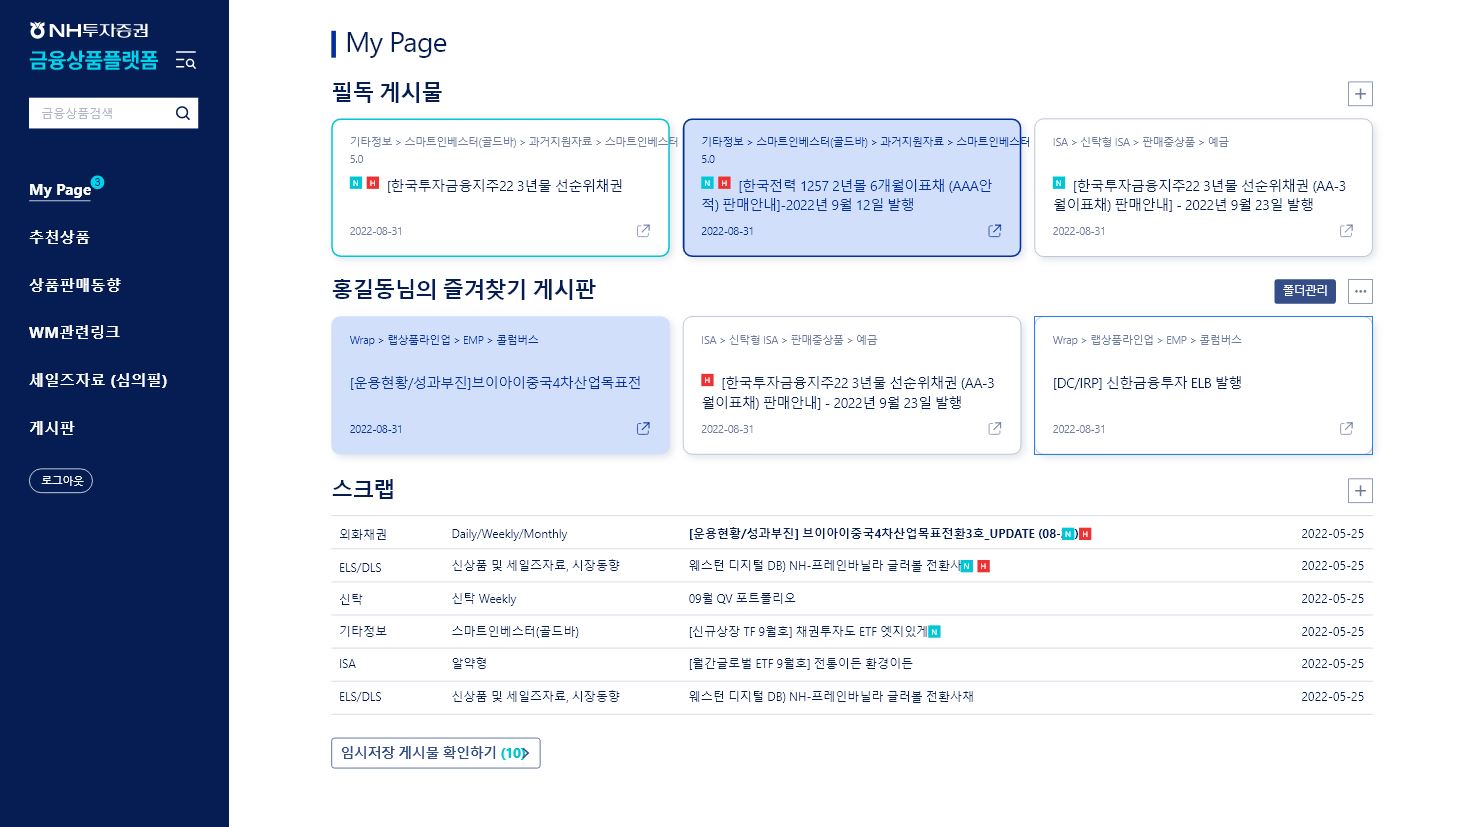 NH투자증권
금융상품플랫폼
금융상품검색
My Page 3
추천상품
상품판매동향
WM관련링크
세일즈자료 (심의필)
게시판
로그아웃
My Page
필독 게시물
기타정보 > 스마트인베스터(골드바) > 과거지원자료 > 스마트인베스터
5.0
N H [한국투자금융지주22 3년물 선순위채권
2022-08-31
기타정보 > 스마트인베스터(골드바) > 과거지원자료 > 스마트인베스터
5.0
N H [한국전력 1257 2년물 6개월이표채 (AAA안
적) 판매안내]-2022년 9월 12일 발행
2022-08-31
ISA > 신탁형 ISA > 판매중상품 > 예금
N [한국투자금융지주22 3년물 선순위채권 (AA-3
월이표채) 판매안내] - 2022년 9월 23일 발행
2022-08-31
홍길동님의 즐겨찾기 게시판
폴더관리
Wrap > 랩상품라인업 > EMP > 콜럼버스
[운용현황/성과부진]브이아이중국4차산업목표전
2022-08-31
ISA > 신탁형 ISA > 판매중상품 > 예금
H [한국투자금융지주22 3년물 선순위채권 (AA-3
월이표채) 판매안내] - 2022년 9월 23일 발행
2022-08-31
Wrap > 랩상품라인업 > EMP > 콜럼버스
[DC/IRP] 신한금융투자 ELB 발행
2022-08-31
스크랩
외화채권 Daily/Weekly/Monthly [운용현황/성과부진] 브이아이중국4차산업목표전환3호_UPDATE (08- N ) H 2022-05-25
ELS/DLS 신상품 및 세일즈자료, 시장동향 웨스턴 디지털 DB) NH-프레인바닐라 글러볼 전환사 N H 2022-05-25
신탁 신탁 Weekly 09월 QV 포트폴리오 2022-05-25
기타정보 스마트인베스터(골드바) [신규상장 TF 9월호] 채권투자도 ETF 엣지있게 N 2022-05-25
ISA 알약형 [월간글로벌 ETF 9월호] 전통이든 환경이든 2022-05-25
ELS/DLS 신상품 및 세일즈자료, 시장동향 웨스턴 디지털 DB) NH-프레인바닐라 글러볼 전환사채 2022-05-25
임시저장 게시물 확인하기 (10)